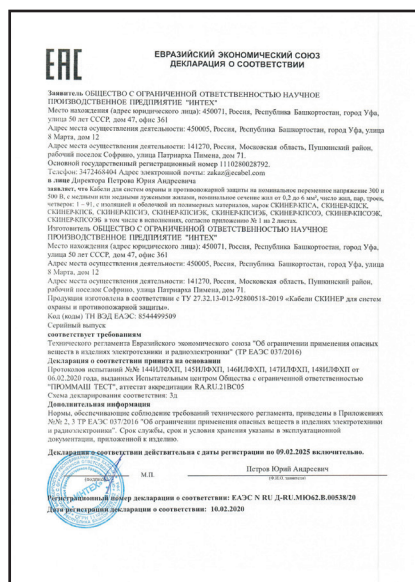 ЕАС
ЕВРАЗИЙСКИЙ ЭКОНОМИЧЕСКИЙ СОЮЗ
ДЕКЛАРАЦИЯ О СООТВЕТСТВИИ
Заявитель ОБЩЕСТВО С ОГРАНИЧЕННОЙ ОТВЕТСТВЕННОСТЬЮ НАУЧНОЕ
ПРОИЗВОДСТВЕННОЕ ПРЕДПРИЯТИЕ "ИНТЕХ"
Место нахождения (адрес юридического лица): 450071, Россия, Республика Башкортостан, город Уфа,
улица 50 лет СССР, дом 47, офис 361
Адрес места осуществления деятельности: 450005, Россия, Республика Башкортостан, город Уфа, улица
8 Марта, дом 12
Адрес места осуществления деятельности: 141270, Россия, Московская область, Пушкинский район,
рабочий поселок Софрино, улица Патриарха Пимена, дом 71.
Основной государственный регистрационный номер 1110280028792.
Телефон: 3472468404 Адрес электронной почты: zakaz@ecabel.com
в лице Директора Петрова Юрия Андреевича
заявляет, что Кабели для систем охраны и противопожарной защиты на номинальное переменное напряжение 300 и
500 В, с медными или медными лужеными жилами, номинальное сечение жил от 0,2 до 6 мм², число жил, пар, троек,
четверок: 1 – 91, с изоляцией и оболочкой из полимерных материалов, марок СКИНЕР-КПСА, СКИНЕР-КПСК,
СКИНЕР-КПСО,
СКИНЕР-КПСОЭВ в том числе в исполнениях, согласно приложению № 1 на 2 листах.
Изготовитель ОБЩЕСТВО С ОГРАНИЧЕННОЙ ОТВЕТСТВЕННОСТЬЮ НАУЧНОЕ
ПРОИЗВОДСТВЕННОЕ ПРЕДПРИЯТИЕ "ИНТЕХ"
Место нахождения (адрес юридического лица): 450071, Россия, Республика Башкортостан, город Уфа,
улица 50 лет СССР, дом 47, офис 361
Адрес места осуществления деятельности: 450005, Россия, Республика Башкортостан, город Уфа, улица
8 Марта, дом 12
Адрес места осуществления деятельности: 141270, Россия, Московская область, Пушкинский район,
рабочий поселок Софрино, улица Патриарха Пимена, дом 71.
Продукция изготовлена в соответствии с ТУ 27.32.13-012-92800518-2019 «Кабели СКИНЕР для систем
охраны и противопожарной защиты».
Код (коды) ТН ВЭД ЕАЭС: 8544499509
Серийный выпуск
соответствует требованиям
Технического регламента Евразийского экономического союза "Об ограничении применения опасных
веществ в изделиях электротехники и радиоэлектроники" (ТР ЕАЭС 037/2016)
Декларация о соответствии принята на основании
Протоколов испытаний №№ 144ИЛФХП, 145ИЛФХП, 146ИЛФХП, 147ИЛФХП, 148ИЛФХП от
06.02.2020 года, выданных Испытательным центром Общества с ограниченной ответственностью
"ПРОММАШ ТЕСТ", аттестат аккредитации RA.RU.21ВС05
Схема декларирования соответствия: 3д
Дополнительная информация
Нормы, обеспечивающие соблюдение требований технического регламента, приведены в Приложениях
№№ 2, 3 ТР ЕАЭС 037/2016 "Об ограничении применения опасных веществ в изделиях электротехники
и радиоэлектроники". Срок службы, срок и условия хранения указаны в эксплуатационной
документации, приложенной к изделию.
Декларация о соответствии действительна с даты регистрации по 09.02.2025 включительно.
М.П.
Петров Юрий Андреевич
(подпись)
(Ф.И.О. заявителя)
ИНТЕХ
Регистрационный номер декларации о соответствии: ЕАЭС N RU Д-RU.МЮ62.В.00538/20
Дата регистрации декларации о соответствии: 10.02.2020